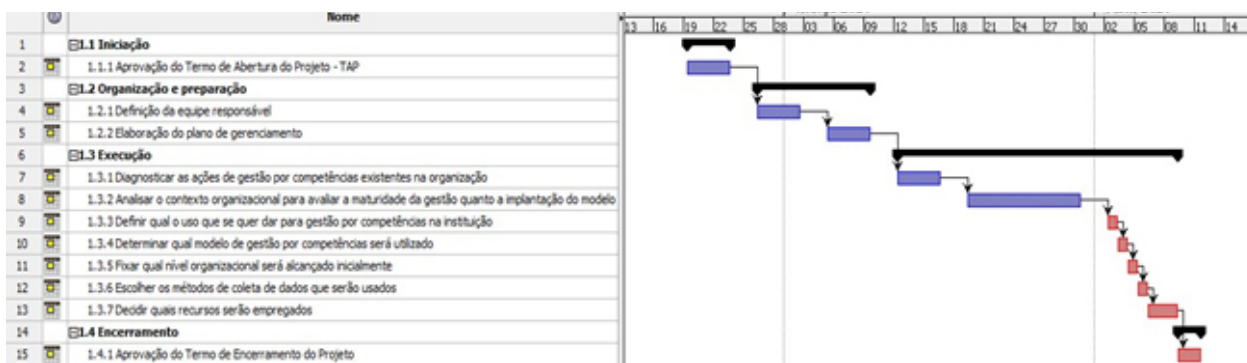 Nome
13 16 19 22 25 28 03 06 09 12 15 18 21 24 27 30 02 05 08 11 14
1 1.1 Iniciação
2 1.1.1 Aprovação do Termo de Abertura do Projeto - TAP
3 1.2 Organização e preparação
4 1.2.1 Definição da equipe responsável
5 1.2.2 Elaboração do plano de gerenciamento
6 1.3 Execução
7 1.3.1 Diagnosticar as ações de gestão por competências existentes na organização
8 1.3.2 Analisar o contexto organizacional para avaliar a maturidade da gestão quanto a implantação do modelo
9 1.3.3 Definir qual o uso que se quer dar para gestão por competências na instituição
10 1.3.4 Determinar qual modelo de gestão por competências será utilizado
11 1.3.5 Fixar qual nível organizacional será alcançado inicialmente
12 1.3.6 Escolher os métodos de coleta de dados que serão usados
13 1.3.7 Decidir quais recursos serão empregados
14 1.4 Encerramento
15 1.4.1 Aprovação do Termo de Encerramento do Projeto